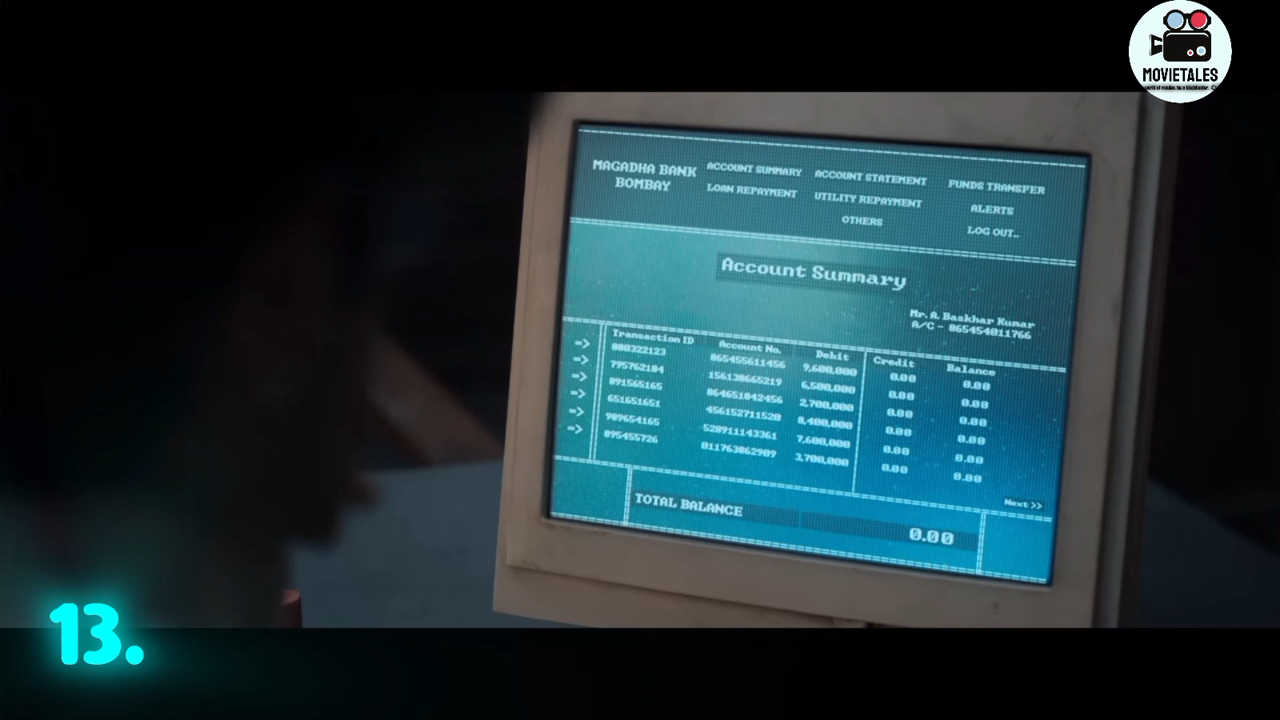 MOVIETALES
MAGADHA BANK
BOMBAY
ACCOUNT SUMMARY
ACCOUNT STATEMENT
FUNDS TRANSFER
LOAN REPAYMENT
UTILITY REPAYMENT
ALERTS
OTHERS
LOG OUT..
Account Summary
Mr. A. Baskhar Kumar
A/C - 865454011766
Transaction ID Account No. Debit Credit Balance
=> 880322123 865455611456 9,600,000 0.00 0.00
=> 795762184 156138665219 6,500,000 0.00 0.00
=> 891565165 864651842456 2,700,000 0.00 0.00
=> 651651651 456152711520 8,400,000 0.00 0.00
=> 989654165 528911143361 7,600,000 0.00 0.00
=> 895455726 011763862909 3,700,000 0.00 0.00
Next >>
TOTAL BALANCE 0.00
13.